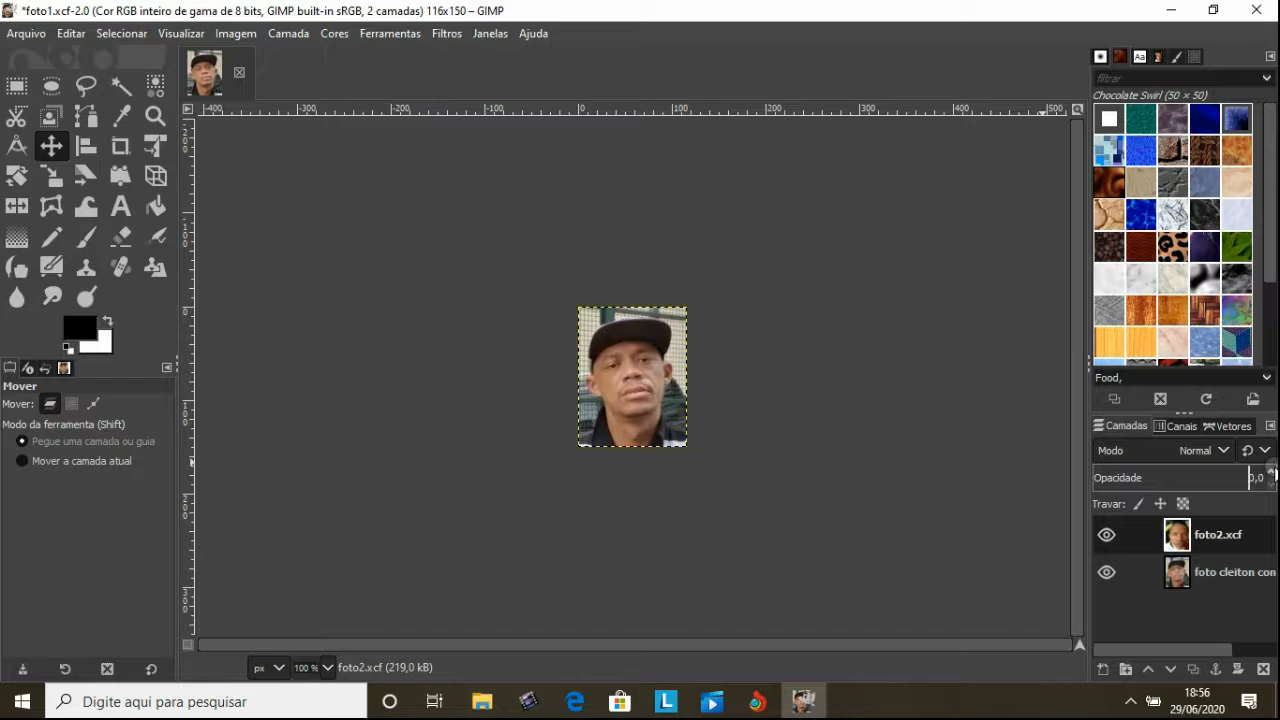 *foto1.xcf-2.0 (Cor RGB inteiro de gama de 8 bits, GIMP built-in sRGB, 2 camadas) 116x150 – GIMP
Arquivo Editar Selecionar Visualizar Imagem Camada Cores Ferramentas Filtros Janelas Ajuda
Aa
filtrar
Chocolate Swirl (50 × 50)
-400 -300 -200 -100 0 100 200 300 400 500
Mover
Mover:
Modo da ferramenta (Shift)
Pegue uma camada ou guia
Mover a camada atual
Food,
Camadas Canais Vetores
Modo Normal
Opacidade 0,0
Travar:
foto2.xcf
foto cleiton con
px 100 % foto2.xcf (219,0 kB)
Digite aqui para pesquisar
18:56
29/06/2020